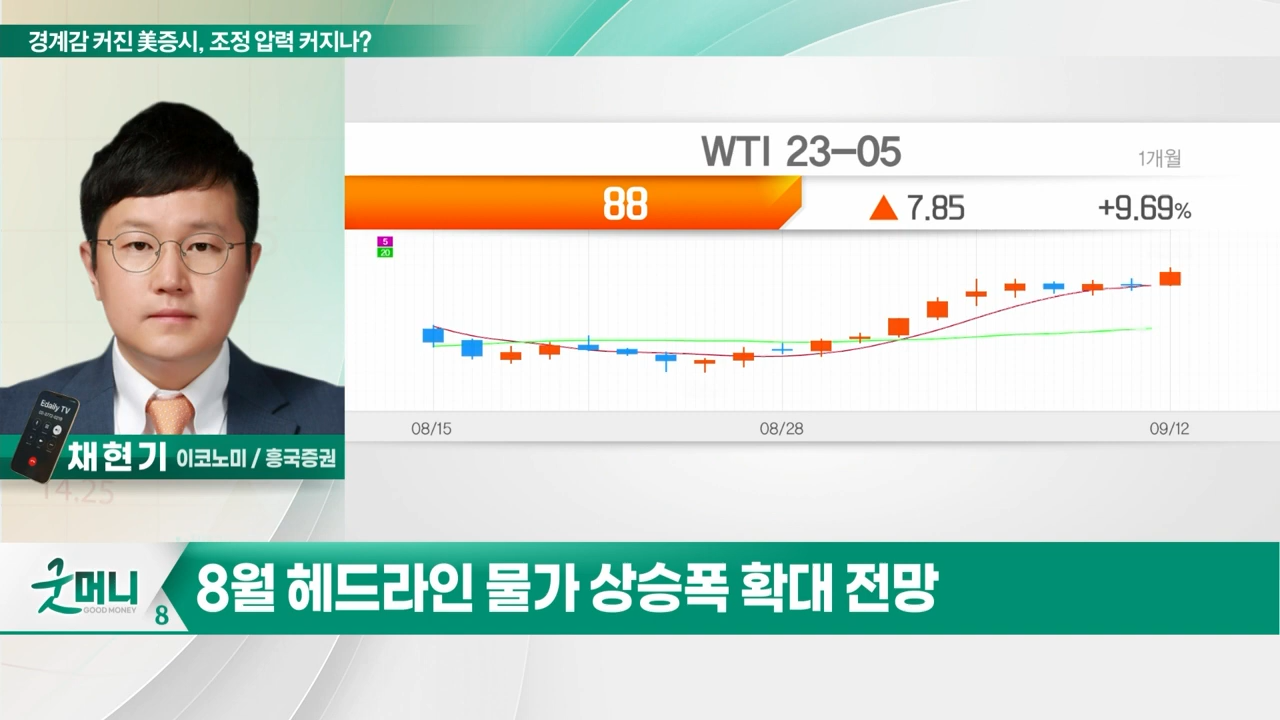 경계감 커진 美증시, 조정 압력 커지나?
WTI 23-05
1개월
88
▲ 7.85
+9.69%
5
20
08/15
08/28
09/12
Edaily TV
채현기 이코노미 / 흥국증권
14.25
굿머니
GOOD MONEY
8
8월 헤드라인 물가 상승폭 확대 전망